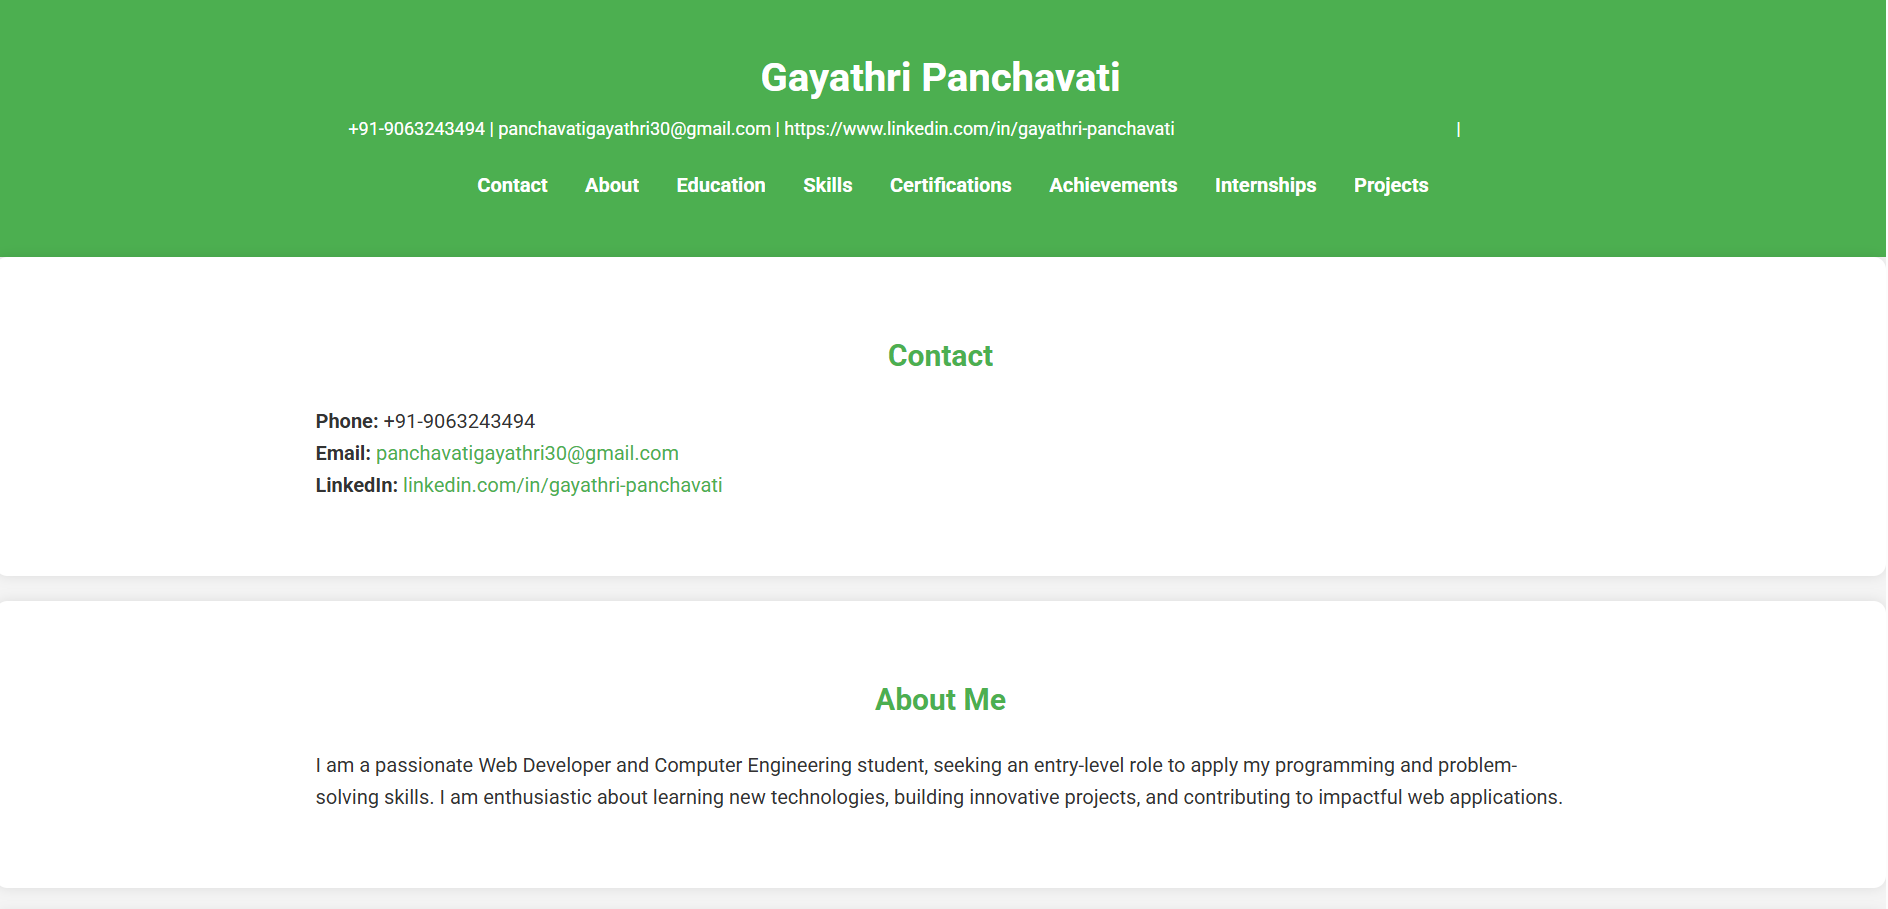 Gayathri Panchavati
+91-9063243494 | panchavatigayathri30@gmail.com | https://www.linkedin.com/in/gayathri-panchavati |
Contact About Education Skills Certifications Achievements Internships Projects
Contact
Phone: +91-9063243494
Email: panchavatigayathri30@gmail.com
LinkedIn: linkedin.com/in/gayathri-panchavati
About Me
I am a passionate Web Developer and Computer Engineering student, seeking an entry-level role to apply my programming and problem-
solving skills. I am enthusiastic about learning new technologies, building innovative projects, and contributing to impactful web applications.